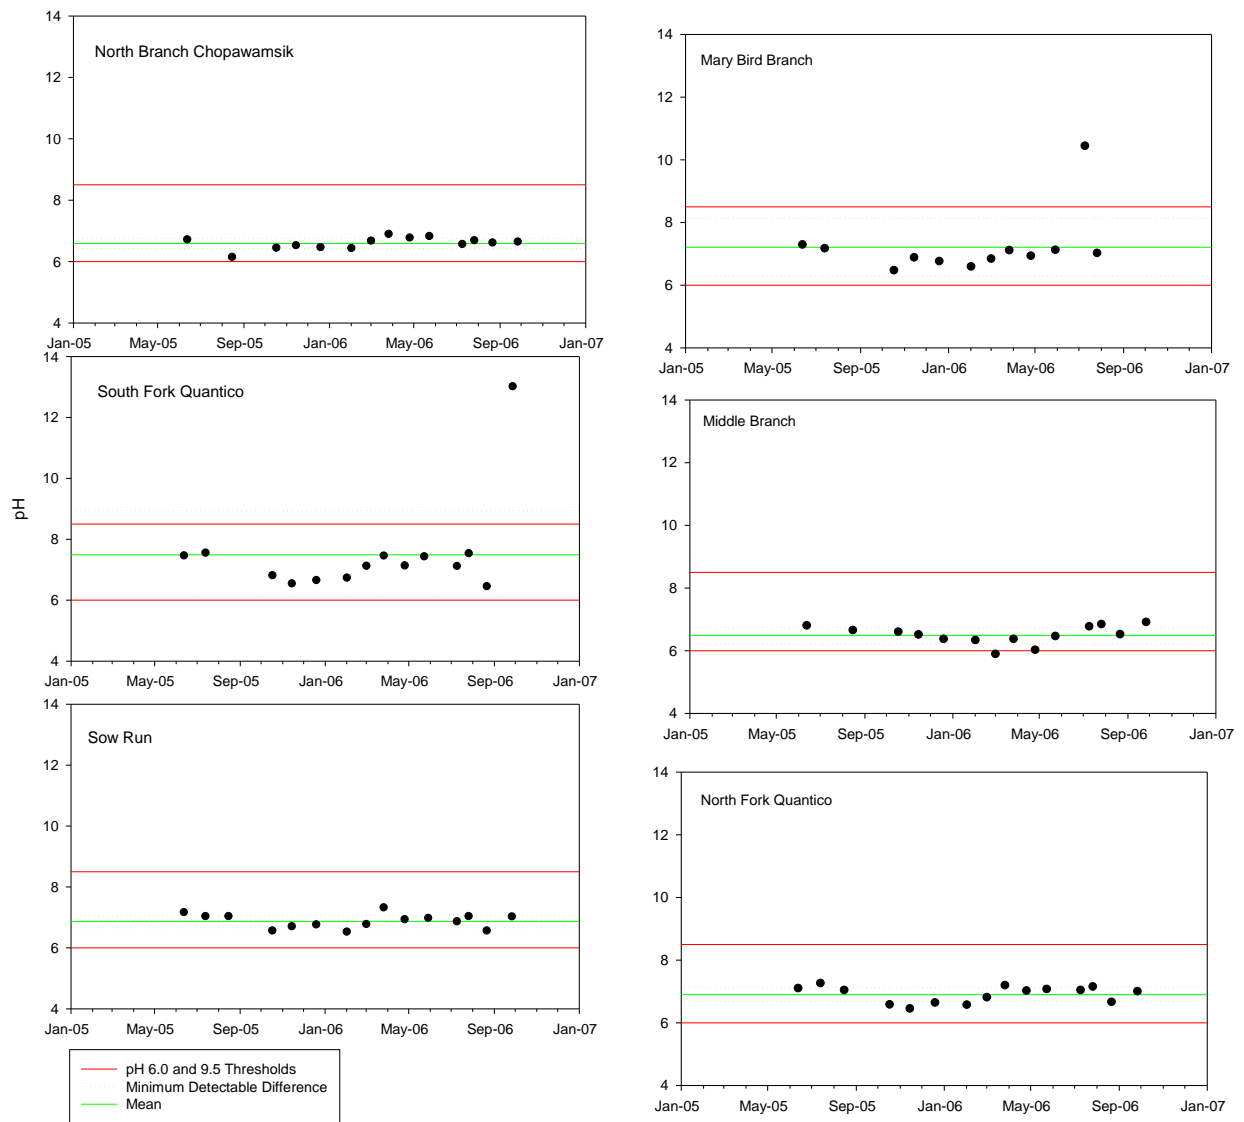 14
12
10
8
6
4
North Branch Chopawamsik
Jan-05 May-05 Sep-05 Jan-06 May-06 Sep-06 Jan-07
14
12
10
8
6
4
South Fork Quantico
Jan-05 May-05 Sep-05 Jan-06 May-06 Sep-06 Jan-07
pH
14
12
10
8
6
4
Sow Run
Jan-05 May-05 Sep-05 Jan-06 May-06 Sep-06 Jan-07
pH 6.0 and 9.5 Thresholds
Minimum Detectable Difference
Mean
14
12
10
8
6
4
Mary Bird Branch
Jan-05 May-05 Sep-05 Jan-06 May-06 Sep-06 Jan-07
14
12
10
8
6
4
Middle Branch
Jan-05 May-05 Sep-05 Jan-06 May-06 Sep-06 Jan-07
14
12
10
8
6
4
North Fork Quantico
Jan-05 May-05 Sep-05 Jan-06 May-06 Sep-06 Jan-07